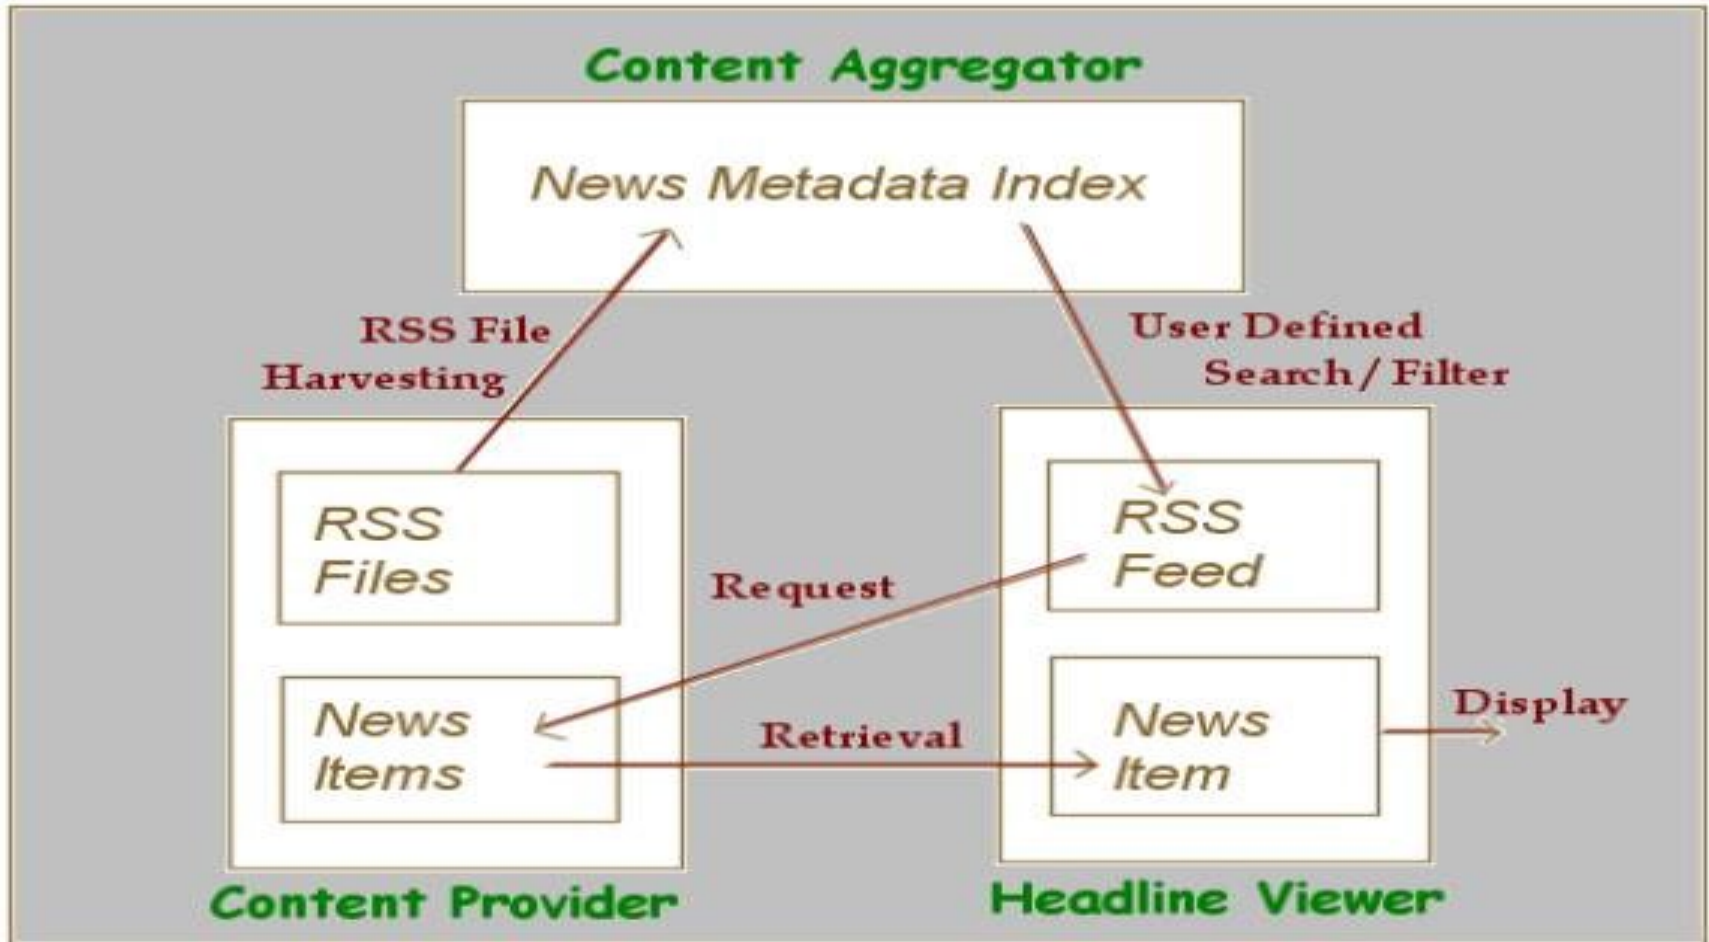 Content Aggregator
News Metadata Index
RSS File
Harvesting
User Defined
Search/Filter
RSS
Files
RSS
Feed
Request
News
Items
Retrieval
News
Item
Display
Content Provider
Headline Viewer